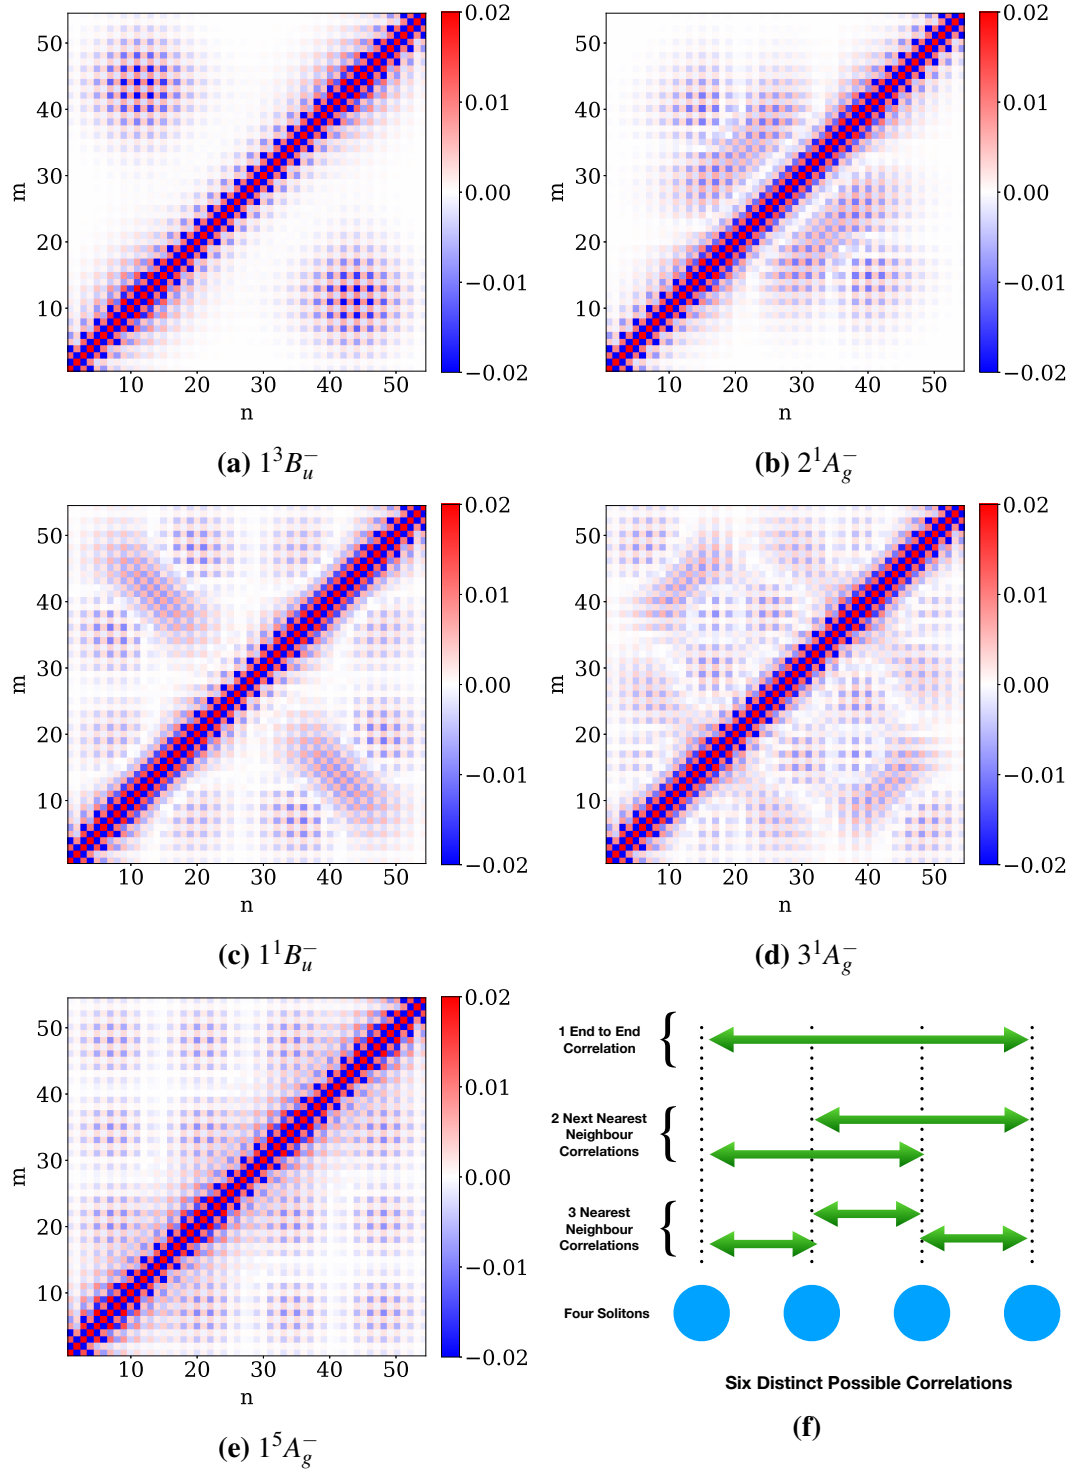 50
40
30
20
10
m
10 20 30 40 50
n
0.02
0.01
0.00
−0.01
−0.02
(a) 1³B⁻ᵤ
50
40
30
20
10
m
10 20 30 40 50
n
0.02
0.01
0.00
−0.01
−0.02
(b) 2¹A⁻g
50
40
30
20
10
m
10 20 30 40 50
n
0.02
0.01
0.00
−0.01
−0.02
(c) 1¹B⁻ᵤ
50
40
30
20
10
m
10 20 30 40 50
n
0.02
0.01
0.00
−0.01
−0.02
(d) 3¹A⁻g
50
40
30
20
10
m
10 20 30 40 50
n
0.02
0.01
0.00
−0.01
−0.02
(e) 1⁵A⁻g
1 End to End
Correlation
{
2 Next Nearest
Neighbour
Correlations
{
3 Nearest
Neighbour
Correlations
{
Four Solitons
Six Distinct Possible Correlations
(f)